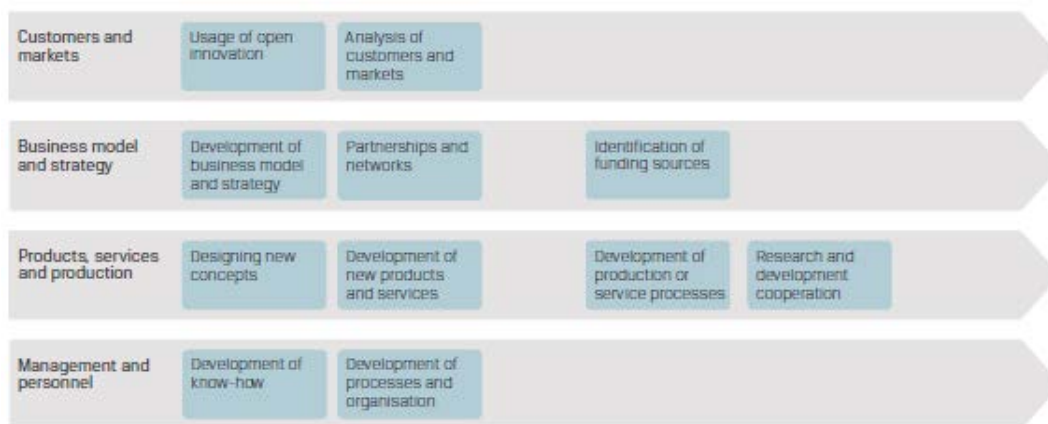 Customers and
markets
Usage of open
innovation
Analysis of
customers and
markets
Business model
and strategy
Development of
business model
and strategy
Partnerships and
networks
Identification of
funding sources
Products, services
and production
Designing new
concepts
Development of
new products
and services
Development of
production or
service processes
Research and
development
cooperation
Management and
personnel
Development of
know-how
Development of
processes and
organisation